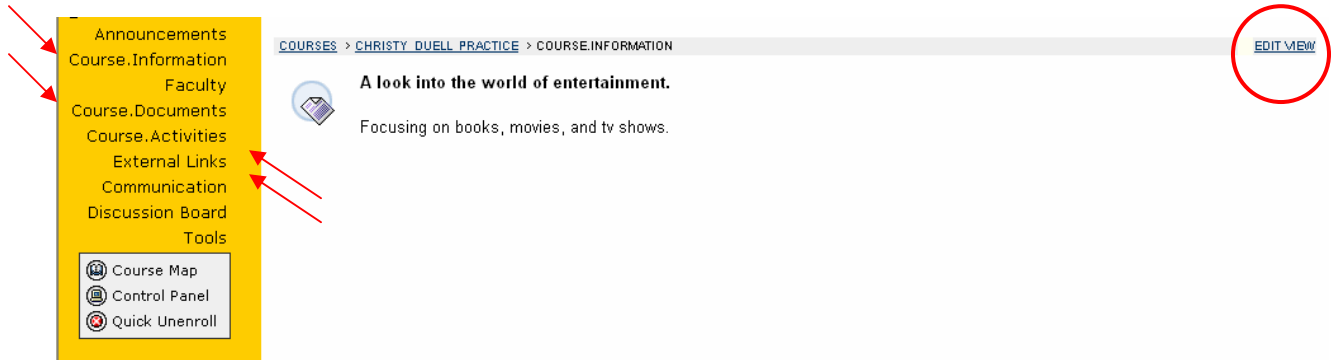 Announcements
Course.Information
Faculty
Course.Documents
Course.Activities
External Links
Communication
Discussion Board
Tools
Course Map
Control Panel
Quick Unenroll
COURSES > CHRISTY DUELL PRACTICE > COURSE.INFORMATION
EDIT VIEW
A look into the world of entertainment.
Focusing on books, movies, and tv shows.